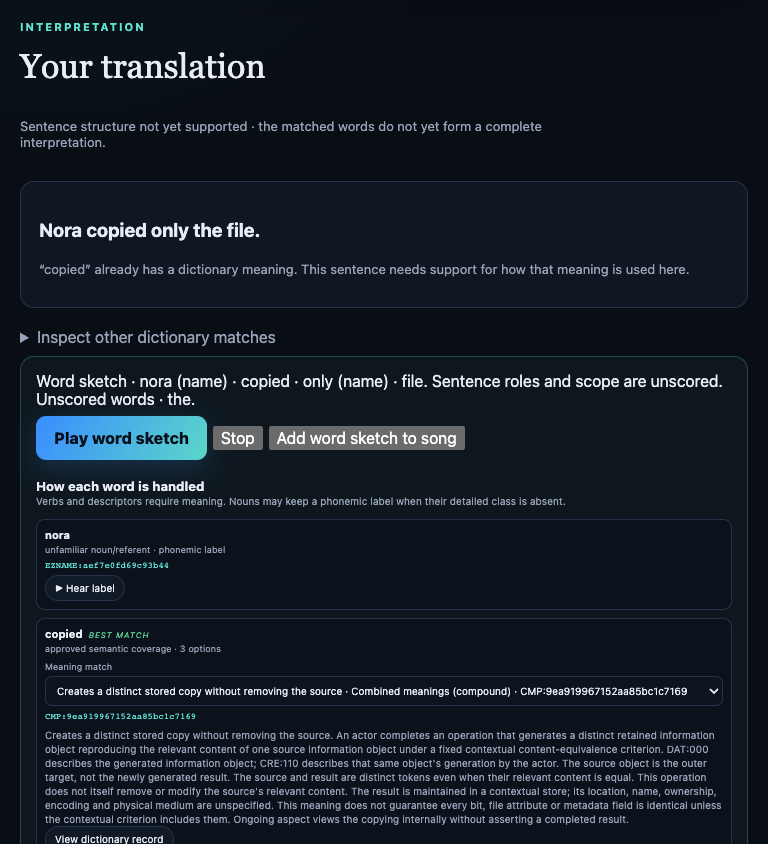 INTERPRETATION
Your translation
Sentence structure not yet supported · the matched words do not yet form a complete
interpretation.
Nora copied only the file.
“copied” already has a dictionary meaning. This sentence needs support for how that meaning is used here.
▶ Inspect other dictionary matches
Word sketch · nora (name) · copied · only (name) · file. Sentence roles and scope are unscored.
Unscored words · the.
Play word sketch Stop Add word sketch to song
How each word is handled
Verbs and descriptors require meaning. Nouns may keep a phonemic label when their detailed class is absent.
nora
unfamiliar noun/referent · phonemic label
EZNAME:aef7e0fd69c93b44
▶ Hear label
copied BEST MATCH
approved semantic coverage · 3 options
Meaning match
Creates a distinct stored copy without removing the source · Combined meanings (compound) · CMP:9ea919967152aa85bc1c7169
CMP:9ea919967152aa85bc1c7169
Creates a distinct stored copy without removing the source. An actor completes an operation that generates a distinct retained information
object reproducing the relevant content of one source information object under a fixed contextual content-equivalence criterion. DAT:000
describes the generated information object; CRE:110 describes that same object's generation by the actor. The source object is the outer
target, not the newly generated result. The source and result are distinct tokens even when their relevant content is equal. This operation
does not itself remove or modify the source's relevant content. The result is maintained in a contextual store; its location, name, ownership,
encoding and physical medium are unspecified. This meaning does not guarantee every bit, file attribute or metadata field is identical unless
the contextual criterion includes them. Ongoing aspect views the copying internally without asserting a completed result.
View dictionary record